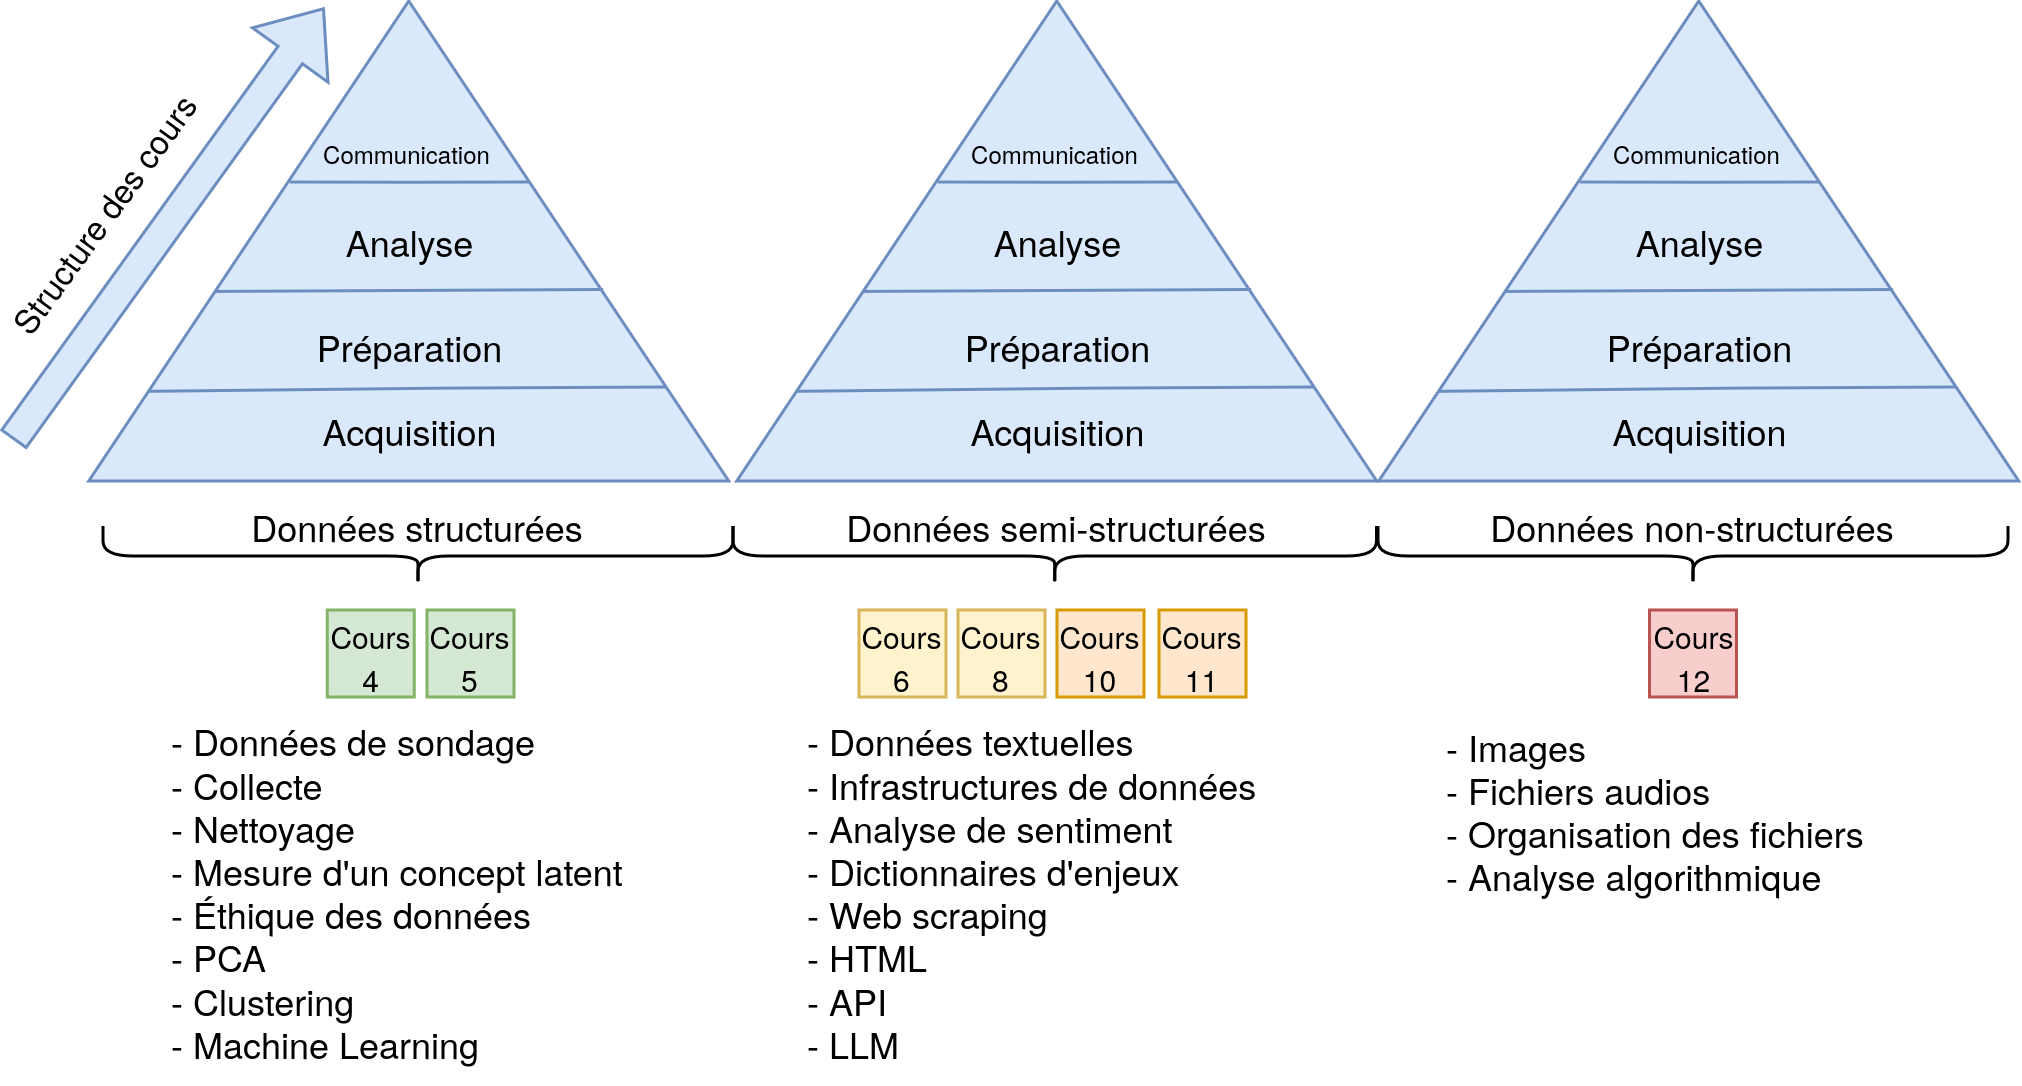 Structure des cours
Communication
Analyse
Préparation
Acquisition
Communication
Analyse
Préparation
Acquisition
Communication
Analyse
Préparation
Acquisition
Données structurées
Cours
4
Cours
5
- Données de sondage
- Collecte
- Nettoyage
- Mesure d'un concept latent
- Éthique des données
- PCA
- Clustering
- Machine Learning
Données semi-structurées
Cours
6
Cours
8
Cours
10
Cours
11
- Données textuelles
- Infrastructures de données
- Analyse de sentiment
- Dictionnaires d'enjeux
- Web scraping
- HTML
- API
- LLM
Données non-structurées
Cours
12
- Images
- Fichiers audios
- Organisation des fichiers
- Analyse algorithmique